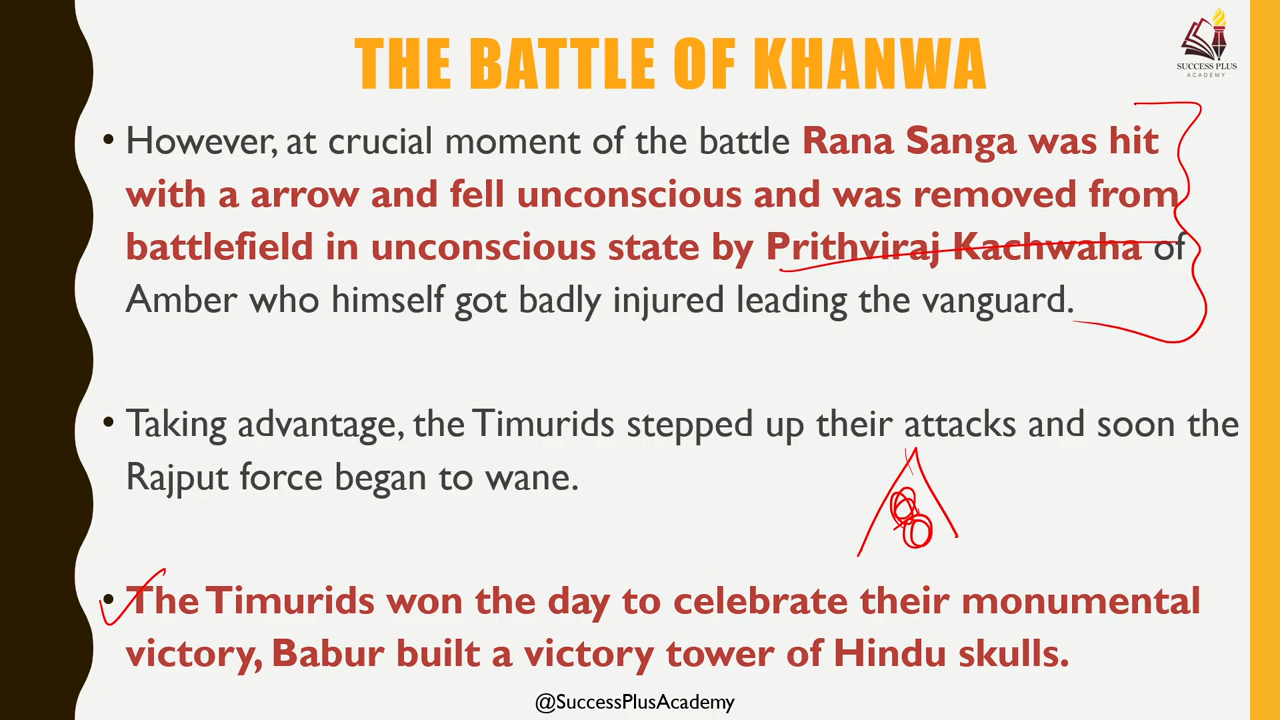 THE BATTLE OF KHANWA
SUCCESS PLUS
ACADEMY
• However, at crucial moment of the battle Rana Sanga was hit
with a arrow and fell unconscious and was removed from
battlefield in unconscious state by Prithviraj Kachwaha of
Amber who himself got badly injured leading the vanguard.
• Taking advantage, the Timurids stepped up their attacks and soon the
Rajput force began to wane.
• The Timurids won the day to celebrate their monumental
victory, Babur built a victory tower of Hindu skulls.
@SuccessPlusAcademy